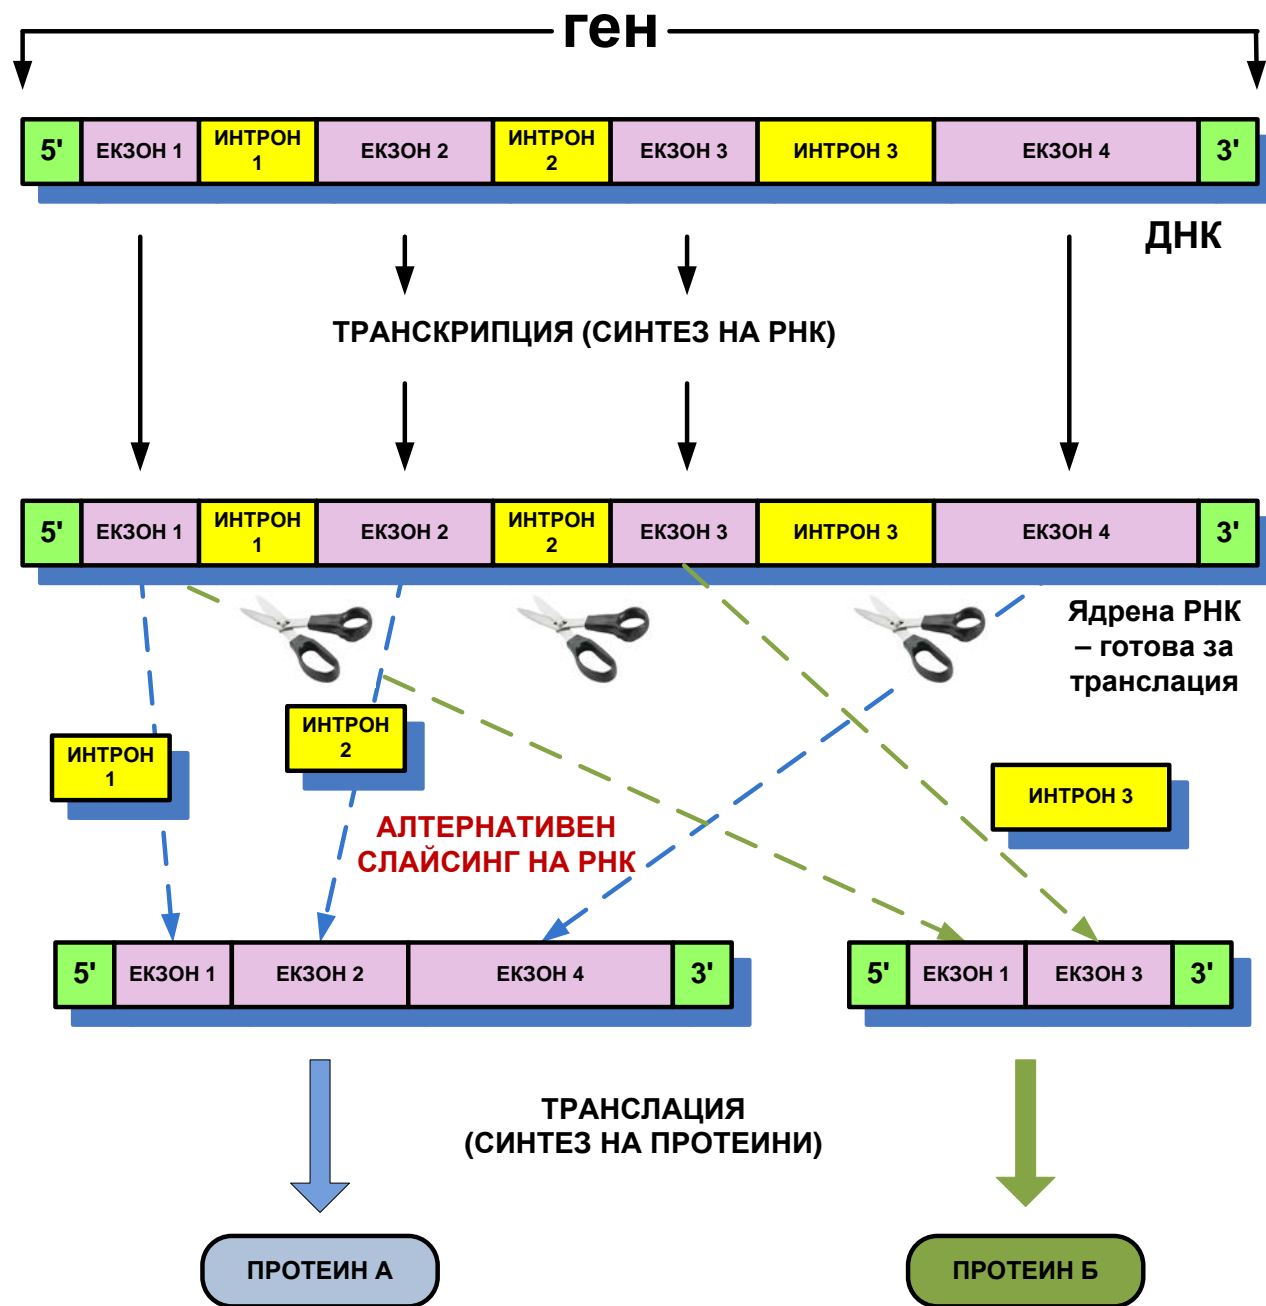 ген
5' ЕКЗОН 1 ИНТРОН 1 ЕКЗОН 2 ИНТРОН 2 ЕКЗОН 3 ИНТРОН 3 ЕКЗОН 4 3'
ДНК
ТРАНСКРИПЦИЯ (СИНТЕЗ НА РНК)
5' ЕКЗОН 1 ИНТРОН 1 ЕКЗОН 2 ИНТРОН 2 ЕКЗОН 3 ИНТРОН 3 ЕКЗОН 4 3'
Ядрена РНК
– готова за
транслация
ИНТРОН
1
ИНТРОН
2
ИНТРОН 3
АЛТЕРНАТИВЕН
СЛАЙСИНГ НА РНК
5' ЕКЗОН 1 ЕКЗОН 2 ЕКЗОН 4 3'
5' ЕКЗОН 1 ЕКЗОН 3 3'
ТРАНСЛАЦИЯ
(СИНТЕЗ НА ПРОТЕИНИ)
ПРОТЕИН А
ПРОТЕИН Б